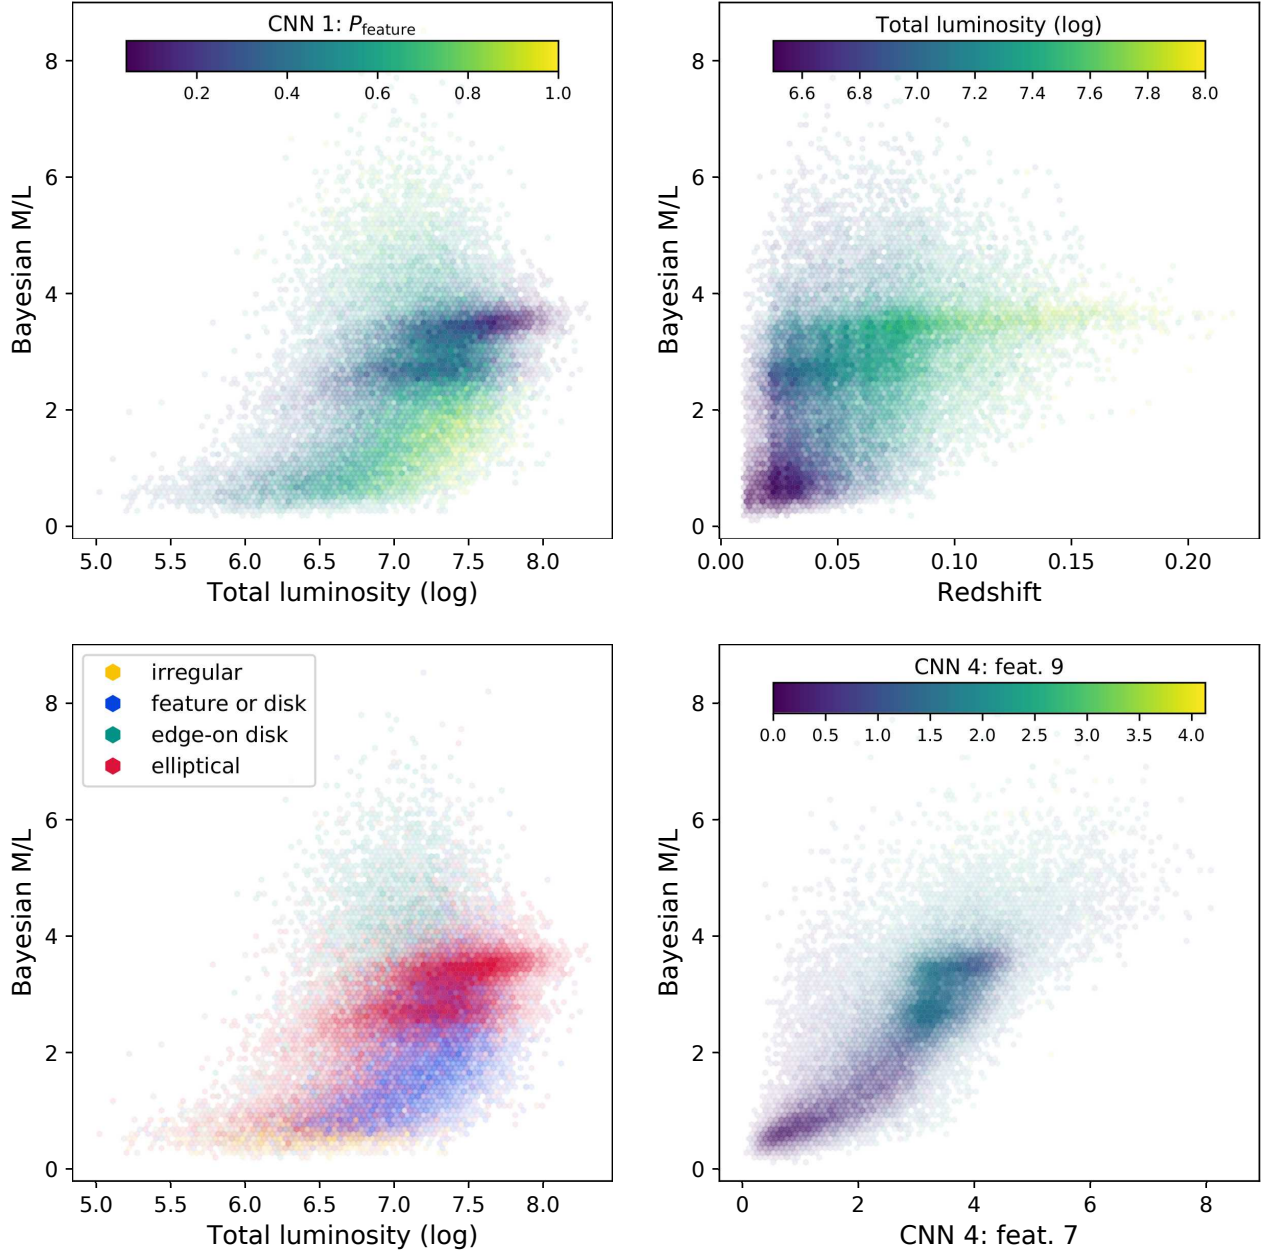 CNN 1: P_feature
0.2 0.4 0.6 0.8 1.0
8
6
4
2
0
Bayesian M/L
5.0 5.5 6.0 6.5 7.0 7.5 8.0
Total luminosity (log)
Total luminosity (log)
6.6 6.8 7.0 7.2 7.4 7.6 7.8 8.0
8
6
4
2
0
Bayesian M/L
0.00 0.05 0.10 0.15 0.20
Redshift
irregular
feature or disk
edge-on disk
elliptical
8
6
4
2
0
Bayesian M/L
5.0 5.5 6.0 6.5 7.0 7.5 8.0
Total luminosity (log)
CNN 4: feat. 9
0.0 0.5 1.0 1.5 2.0 2.5 3.0 3.5 4.0
8
6
4
2
0
Bayesian M/L
0 2 4 6 8
CNN 4: feat. 7